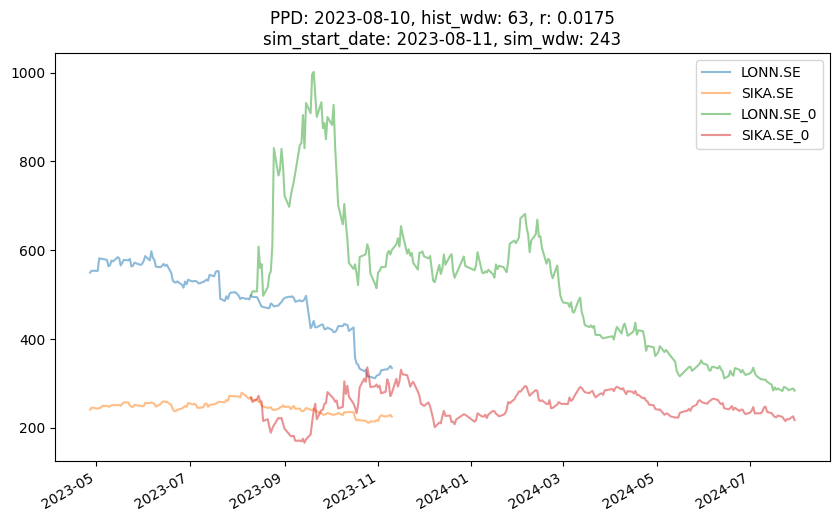 PPD: 2023-08-10, hist_wdw: 63, r: 0.0175
sim_start_date: 2023-08-11, sim_wdw: 243
LONN.SE
SIKA.SE
LONN.SE_0
SIKA.SE_0
1000
800
600
400
200
2023-05
2023-07
2023-09
2023-11
2024-01
2024-03
2024-05
2024-07